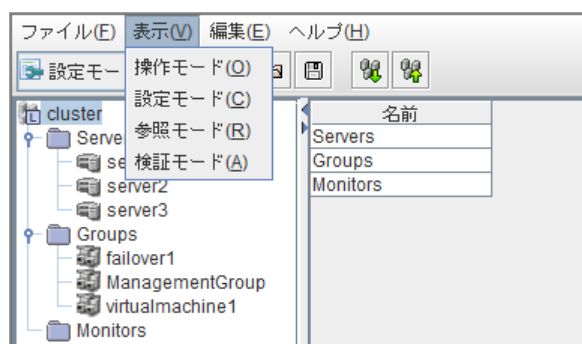 ファイル(F) 表示(V) 編集(E) ヘルプ(H)
設定モー
操作モード(O)
設定モード(C)
参照モード(R)
検証モード(A)
cluster
Serve
se
server2
server3
Groups
failover1
ManagementGroup
virtualmachine1
Monitors
名前
Servers
Groups
Monitors